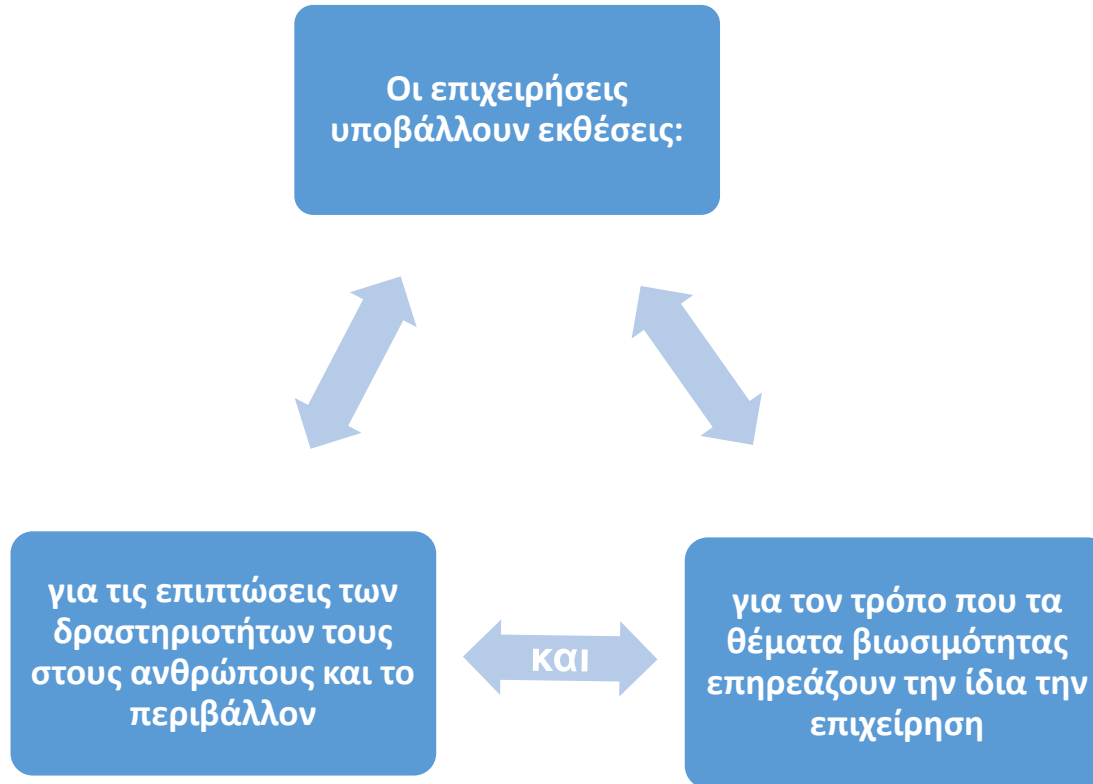 Οι επιχειρήσεις
υποβάλλουν εκθέσεις:
για τις επιπτώσεις των
δραστηριοτήτων τους
στους ανθρώπους και το
περιβάλλον
και
για τον τρόπο που τα
θέματα βιωσιμότητας
επηρεάζουν την ίδια την
επιχείρηση